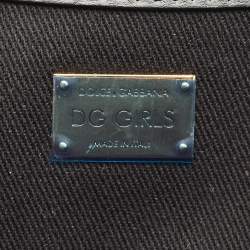 DOLCE & GABBANA
DG GIRLS
MADE IN ITALY